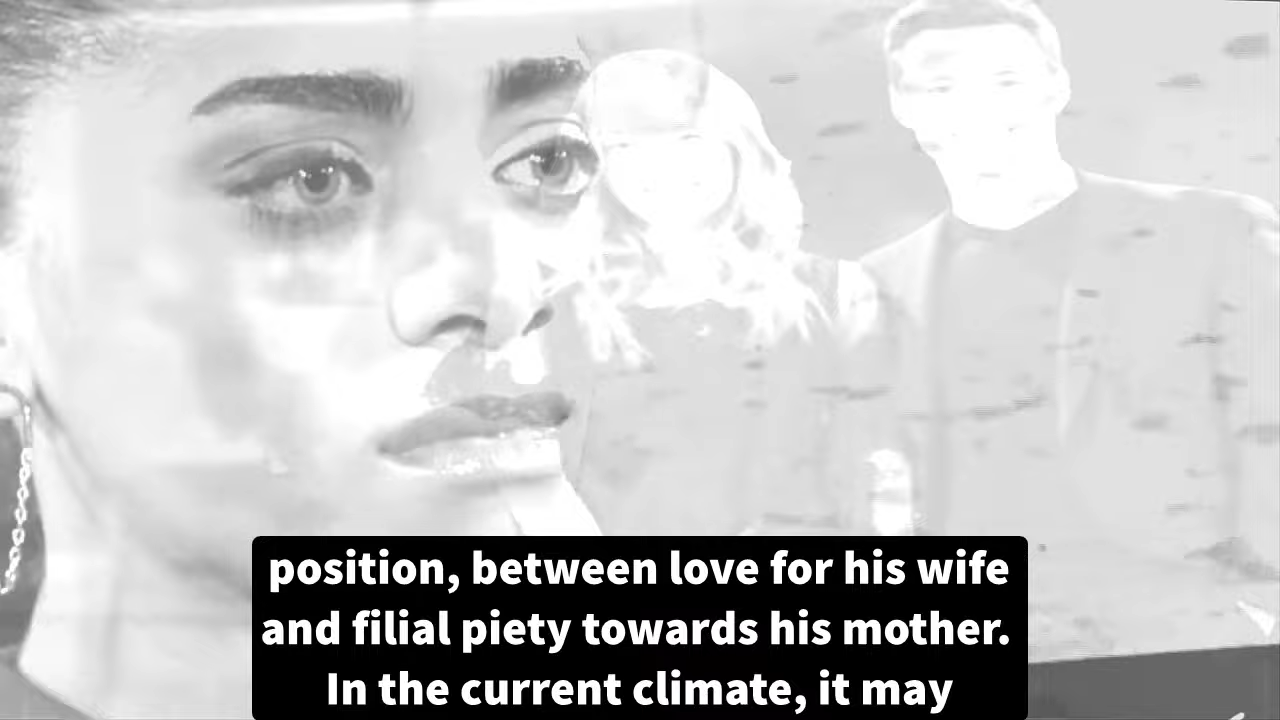 position, between love for his wife
and filial piety towards his mother.
In the current climate, it may